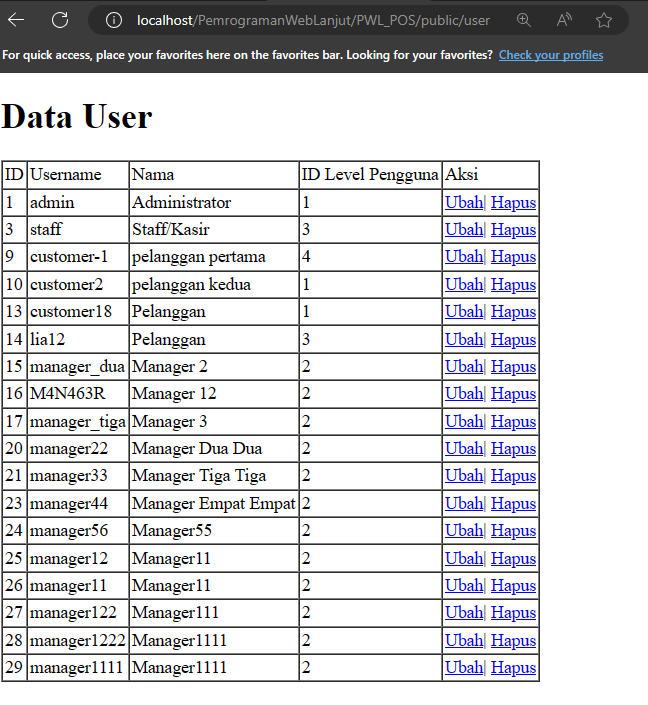 localhost/PemrogramanWebLanjut/PWL_POS/public/user
For quick access, place your favorites here on the favorites bar. Looking for your favorites? Check your profiles
Data User
ID Username Nama ID Level Pengguna Aksi
1 admin Administrator 1 Ubah| Hapus
3 staff Staff/Kasir 3 Ubah| Hapus
9 customer-1 pelanggan pertama 4 Ubah| Hapus
10 customer2 pelanggan kedua 1 Ubah| Hapus
13 customer18 Pelanggan 1 Ubah| Hapus
14 lia12 Pelanggan 3 Ubah| Hapus
15 manager_dua Manager 2 2 Ubah| Hapus
16 M4N463R Manager 12 2 Ubah| Hapus
17 manager_tiga Manager 3 2 Ubah| Hapus
20 manager22 Manager Dua Dua 2 Ubah| Hapus
21 manager33 Manager Tiga Tiga 2 Ubah| Hapus
23 manager44 Manager Empat Empat 2 Ubah| Hapus
24 manager56 Manager55 2 Ubah| Hapus
25 manager12 Manager11 2 Ubah| Hapus
26 manager11 Manager11 2 Ubah| Hapus
27 manager122 Manager111 2 Ubah| Hapus
28 manager1222 Manager1111 2 Ubah| Hapus
29 manager1111 Manager1111 2 Ubah| Hapus